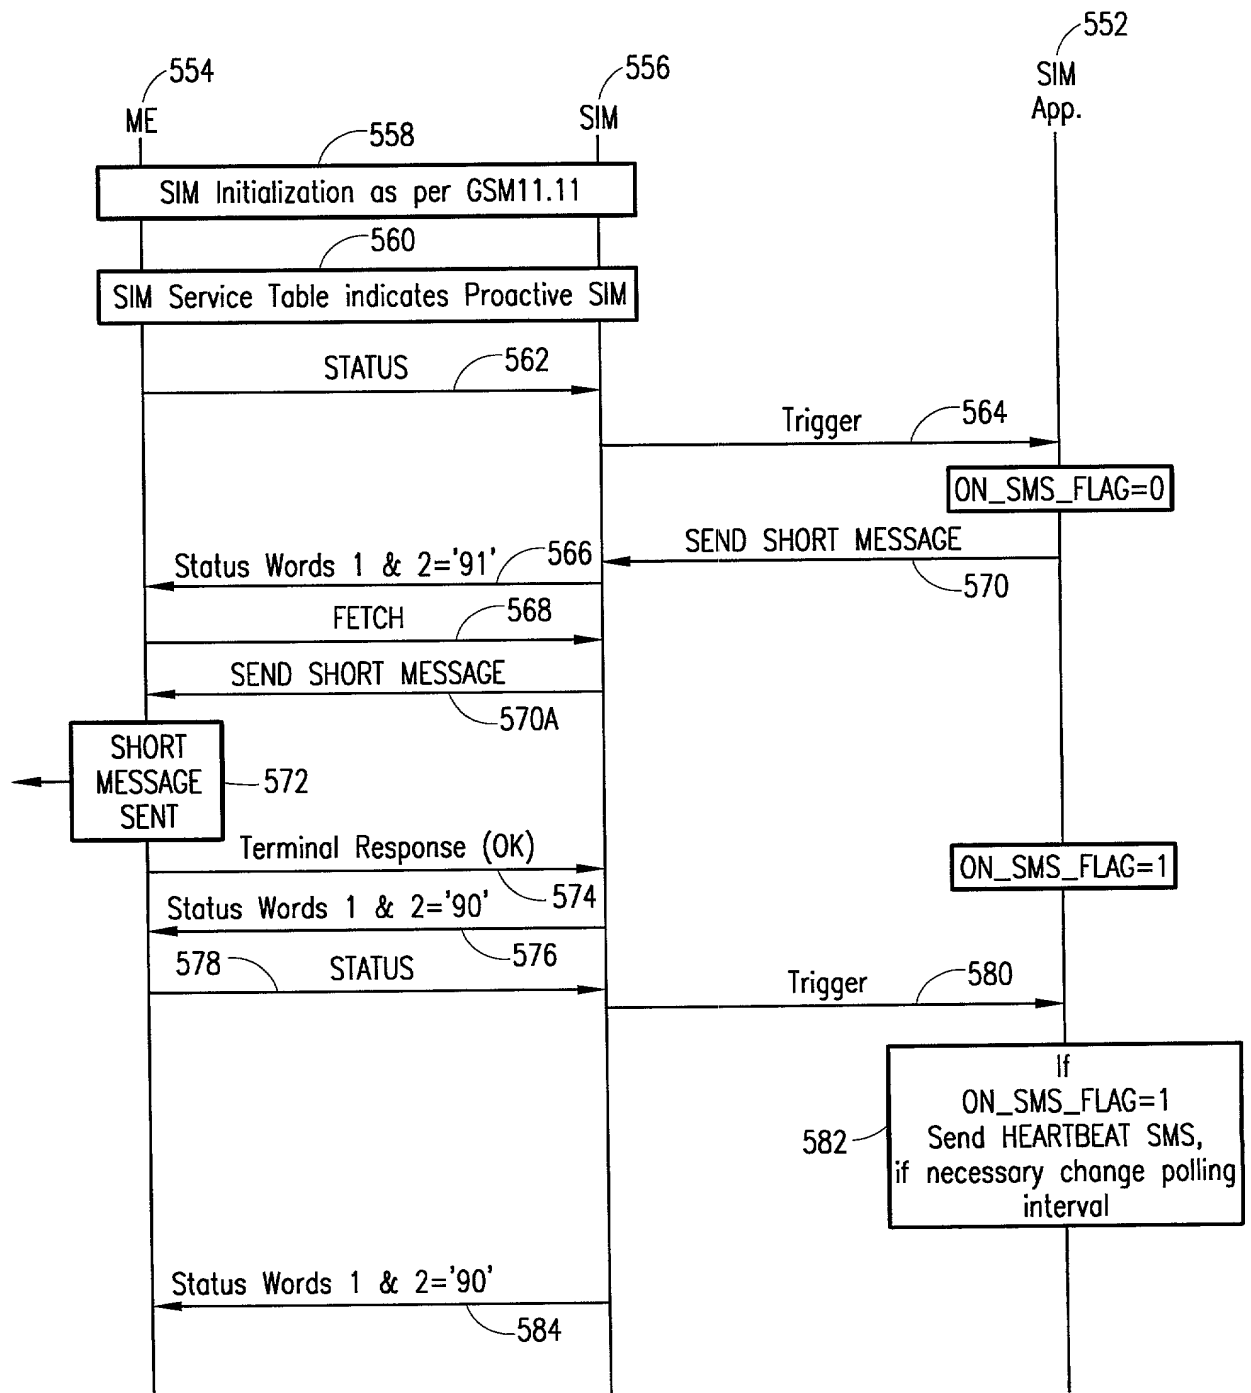 552
SIM
App.
554
ME
556
SIM
558
SIM Initialization as per GSM11.11
560
SIM Service Table indicates Proactive SIM
STATUS
562
Trigger
564
ON_SMS_FLAG=0
SEND SHORT MESSAGE
570
Status Words 1 & 2='91'
566
FETCH
568
SEND SHORT MESSAGE
570A
SHORT
MESSAGE
SENT
572
Terminal Response (OK)
574
ON_SMS_FLAG=1
Status Words 1 & 2='90'
576
578
STATUS
Trigger
580
If
ON_SMS_FLAG=1
Send HEARTBEAT SMS,
if necessary change polling
interval
582
Status Words 1 & 2='90'
584